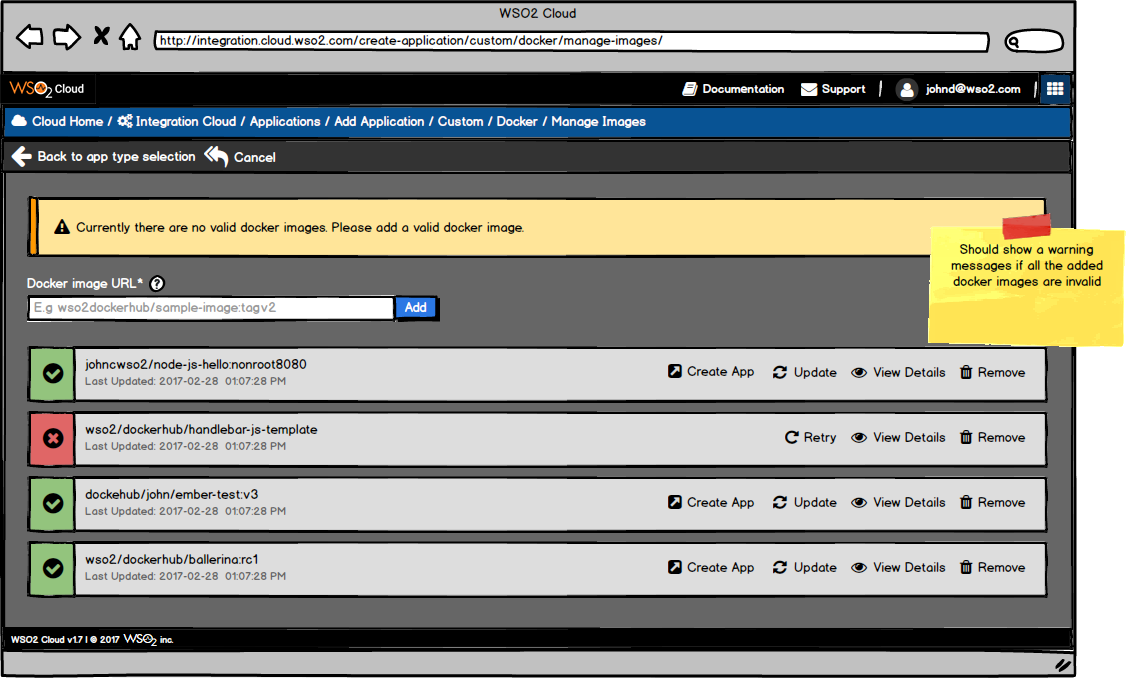 WSO2 Cloud
http://integration.cloud.wso2.com/create-application/custom/docker/manage-images/
WSO2 Cloud
Documentation
Support
|
johnd@wso2.com
|
Cloud Home / Integration Cloud / Applications / Add Application / Custom / Docker / Manage Images
Back to app type selection
Cancel
Currently there are no valid docker images. Please add a valid docker image.
Should show a warning
messages if all the added
docker images are invalid
Docker image URL* ?
E.g wso2dockerhub/sample-image:tagv2
Add
johncwso2/node-js-hello:nonroot8080
Last Updated: 2017-02-28 01:07:28 PM
Create App Update View Details Remove
wso2/dockerhub/handlebar-js-template
Last Updated: 2017-02-28 01:07:28 PM
Retry View Details Remove
dockehub/john/ember-test:v3
Last Updated: 2017-02-28 01:07:28 PM
Create App Update View Details Remove
wso2/dockerhub/ballerina:rc1
Last Updated: 2017-02-28 01:07:28 PM
Create App Update View Details Remove
WSO2 Cloud v1.7 | © 2017 WSO2 inc.